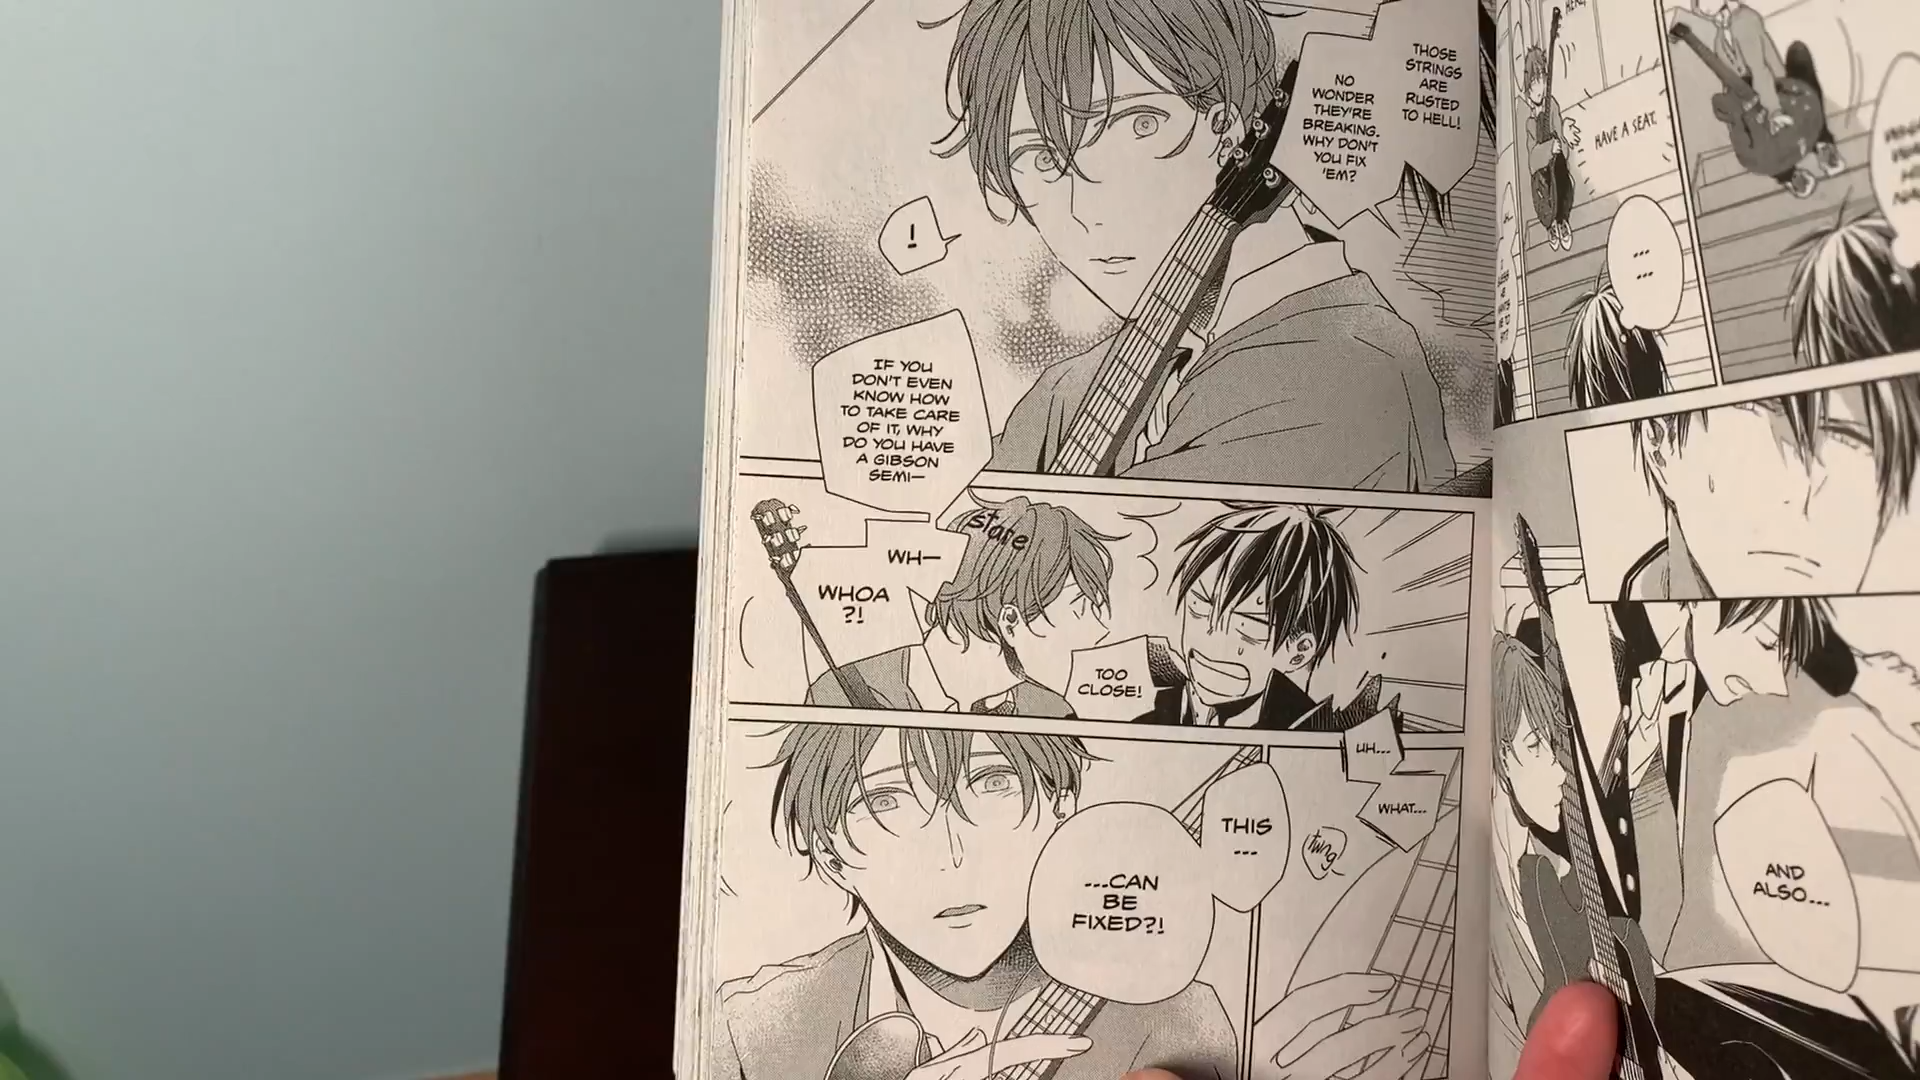 HERE,
HAVE A SEAT.
...
...
AND
ALSO...
THOSE
STRINGS
ARE
RUSTED
TO HELL!
NO
WONDER
THEY'RE
BREAKING.
WHY DON'T
YOU FIX
'EM?
!
IF YOU
DON'T EVEN
KNOW HOW
TO TAKE CARE
OF IT, WHY
DO YOU HAVE
A GIBSON
SEMI—
stare
WH—
WHOA
?!
TOO
CLOSE!
UH...
WHAT...
twing
THIS
...
...CAN
BE
FIXED?!